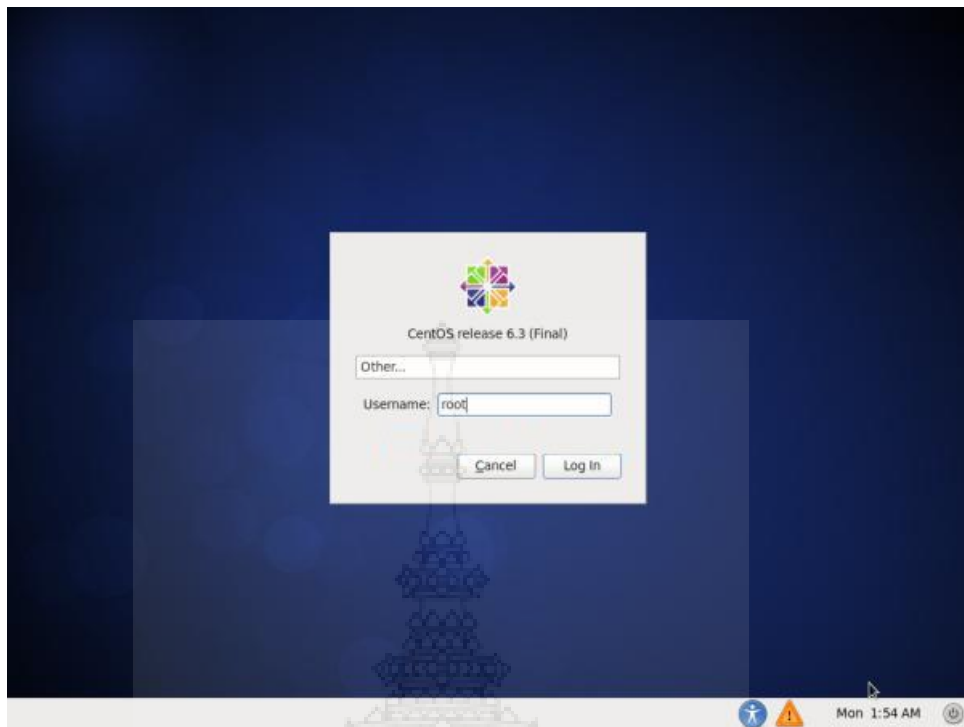 CentOS release 6.3 (Final)
Other...
Username: root
Cancel Log In
Mon 1:54 AM